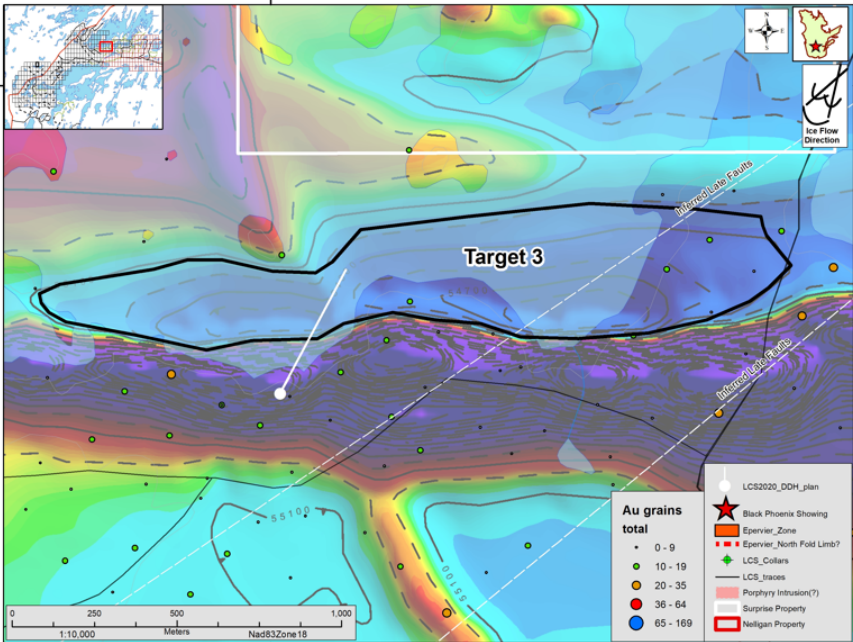 N
W
E
S
Ice Flow
Direction
Inferred Late Faults
Target 3
54700
Inferred Late Faults
55100
55100
Au grains
total
0 - 9
10 - 19
20 - 35
36 - 64
65 - 169
LCS2020_DDH_plan
Black Phoenix Showing
Epervier_Zone
Epervier_North Fold Limb?
LCS_Collars
LCS_traces
Porphyry Intrusion(?)
Surprise Property
Nelligan Property
0 250 500 1,000
1:10,000 Meters Nad83Zone18